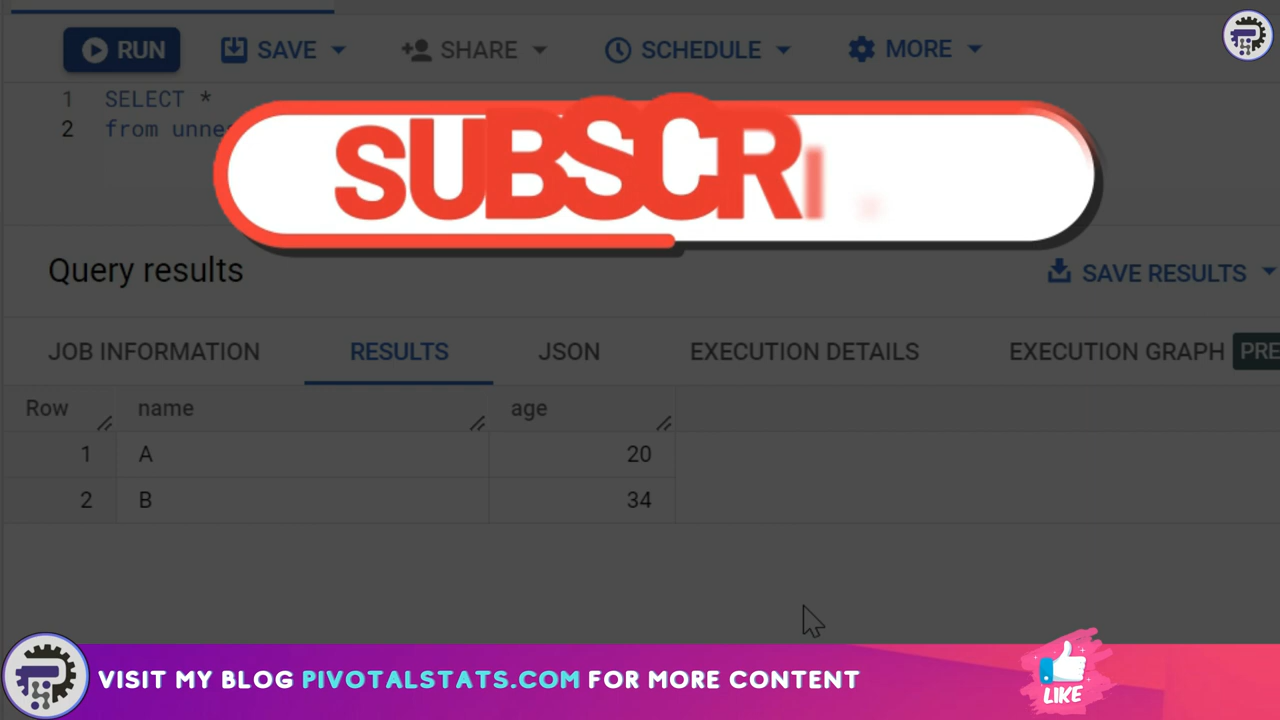 RUN SAVE SHARE SCHEDULE MORE
1 SELECT *
2 from
SUBSCRI
Query results
SAVE RESULTS
JOB INFORMATION RESULTS JSON EXECUTION DETAILS EXECUTION GRAPH PRE
Row name age
1 A 20
2 B 34
VISIT MY BLOG PIVOTALSTATS.COM FOR MORE CONTENT
LIKE